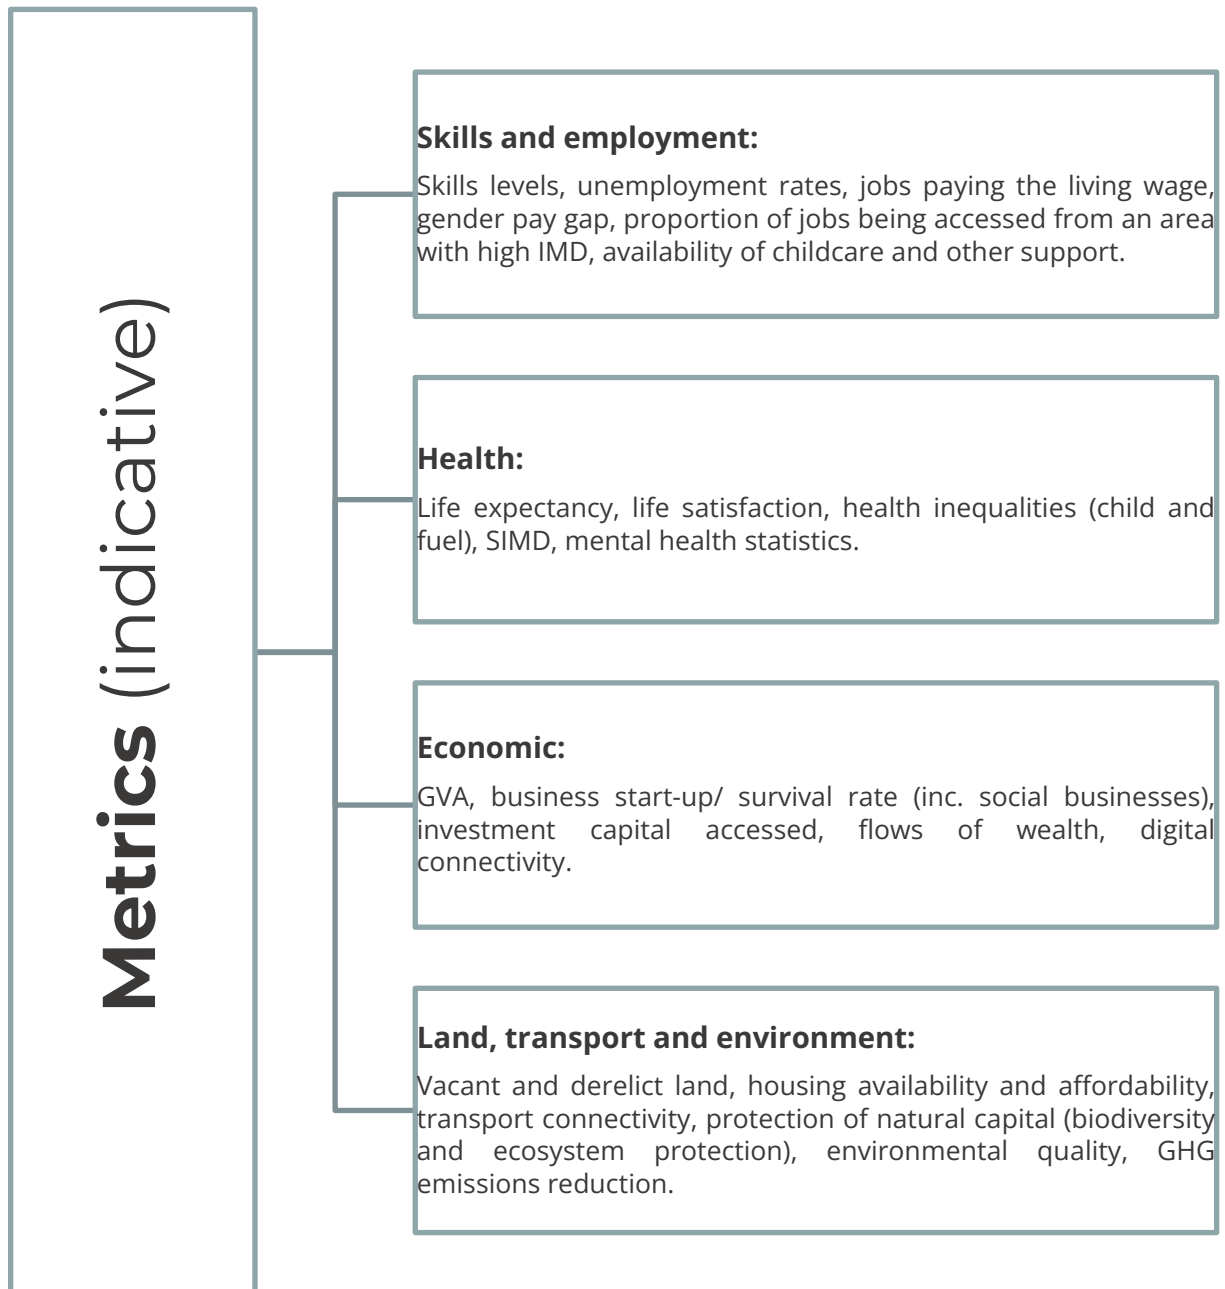 Metrics (indicative)
Skills and employment:
Skills levels, unemployment rates, jobs paying the living wage,
gender pay gap, proportion of jobs being accessed from an area
with high IMD, availability of childcare and other support.
Health:
Life expectancy, life satisfaction, health inequalities (child and
fuel), SIMD, mental health statistics.
Economic:
GVA, business start-up/ survival rate (inc. social businesses),
investment capital accessed, flows of wealth, digital
connectivity.
Land, transport and environment:
Vacant and derelict land, housing availability and affordability,
transport connectivity, protection of natural capital (biodiversity
and ecosystem protection), environmental quality, GHG
emissions reduction.